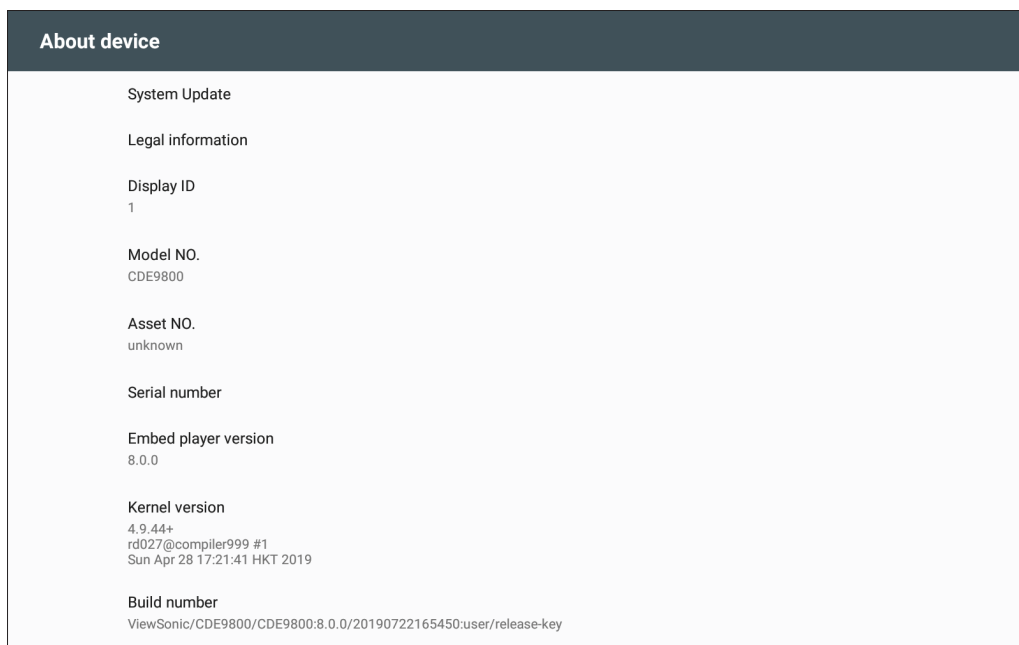 About device
System Update
Legal information
Display ID
1
Model NO.
CDE9800
Asset NO.
unknown
Serial number
Embed player version
8.0.0
Kernel version
4.9.44+
rd027@compiler999 #1
Sun Apr 28 17:21:41 HKT 2019
Build number
ViewSonic/CDE9800/CDE9800:8.0.0/20190722165450:user/release-key